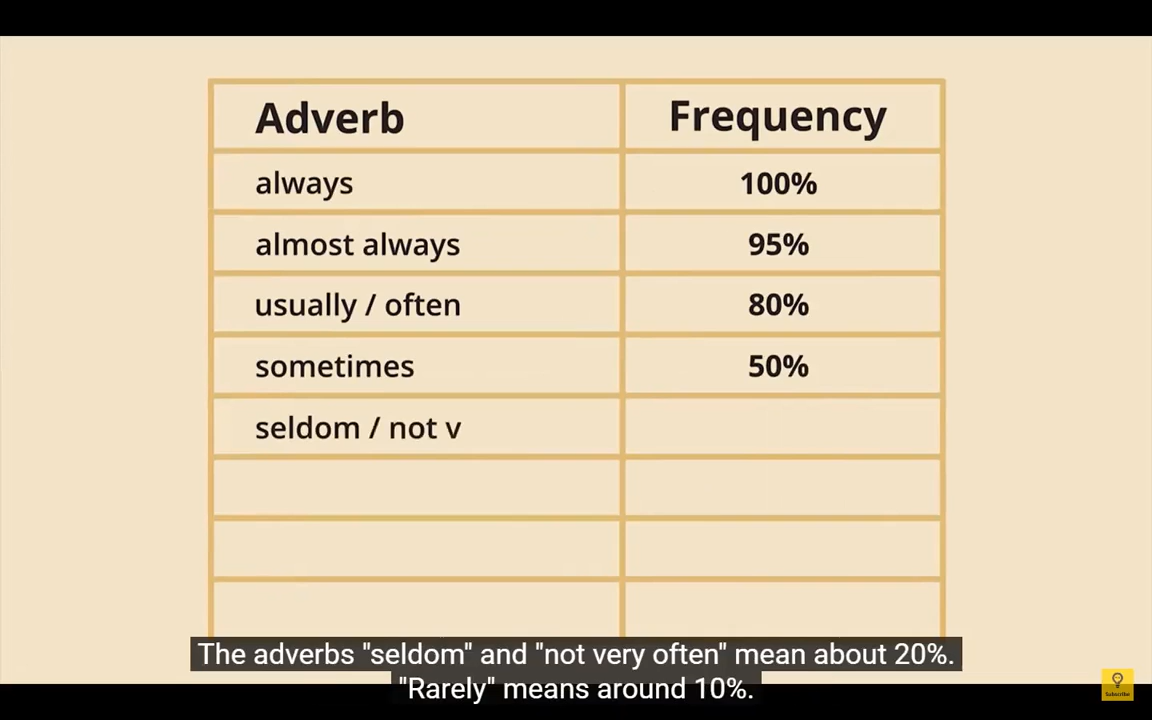 Adverb Frequency
always 100%
almost always 95%
usually / often 80%
sometimes 50%
seldom / not v
The adverbs "seldom" and "not very often" mean about 20%.
"Rarely" means around 10%.
Subscribe